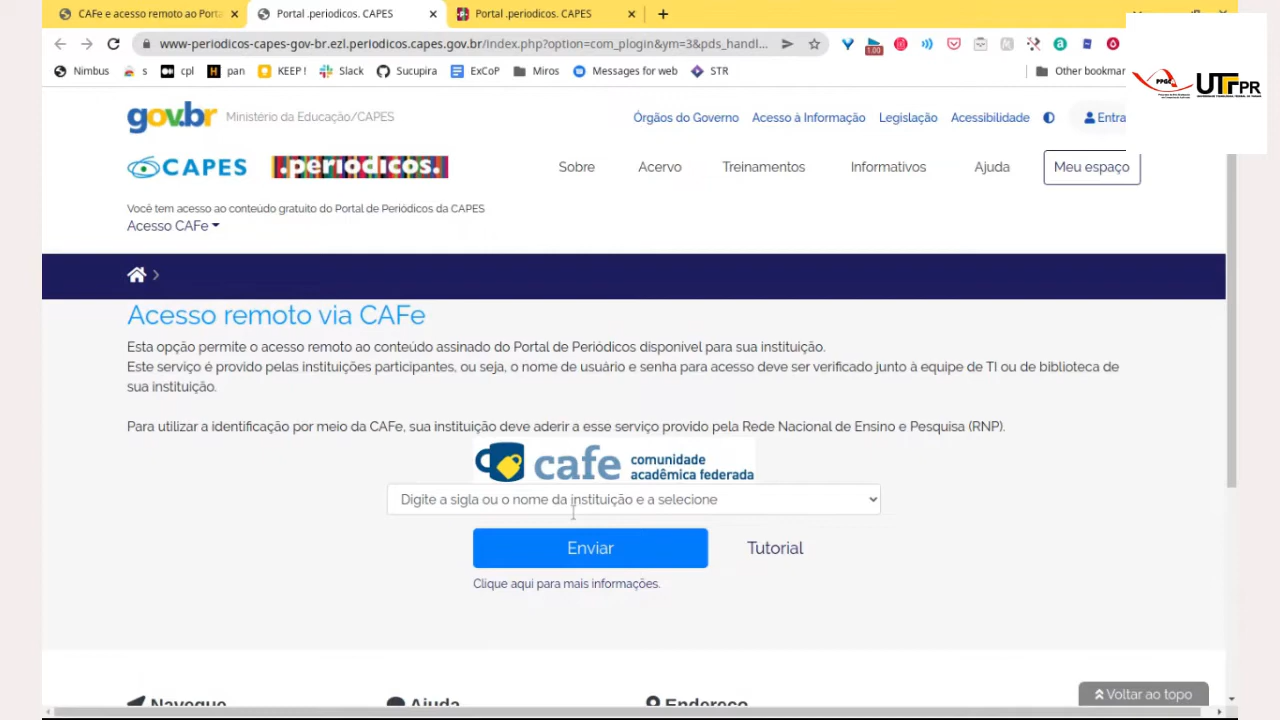 CAFe e acesso remoto ao Porta
Portal .periodicos. CAPES
Portal .periodicos. CAPES
www-periodicos-capes-gov-br.ezl.periodicos.capes.gov.br/index.php?option=com_plogin&ym=3&pds_handl...
1.00
Nimbus
s
cpl
H pan
KEEP !
Slack
Sucupira
ExCoP
Miros
Messages for web
STR
Other bookmar
PPGA
UTFPR
gov.br
Ministério da Educação/CAPES
Órgãos do Governo
Acesso à Informação
Legislação
Acessibilidade
Entra
CAPES
.periódicos.
Sobre
Acervo
Treinamentos
Informativos
Ajuda
Meu espaço
Você tem acesso ao conteúdo gratuito do Portal de Periódicos da CAPES
Acesso CAFe
Acesso remoto via CAFe
Esta opção permite o acesso remoto ao conteúdo assinado do Portal de Periódicos disponível para sua instituição.
Este serviço é provido pelas instituições participantes, ou seja, o nome de usuário e senha para acesso deve ser verificado junto à equipe de TI ou de biblioteca de
sua instituição.
Para utilizar a identificação por meio da CAFe, sua instituição deve aderir a esse serviço provido pela Rede Nacional de Ensino e Pesquisa (RNP).
cafe comunidade
acadêmica federada
Digite a sigla ou o nome da instituição e a selecione
Enviar
Tutorial
Clique aqui para mais informações.
Navegue
Ajuda
Endereço
Voltar ao topo